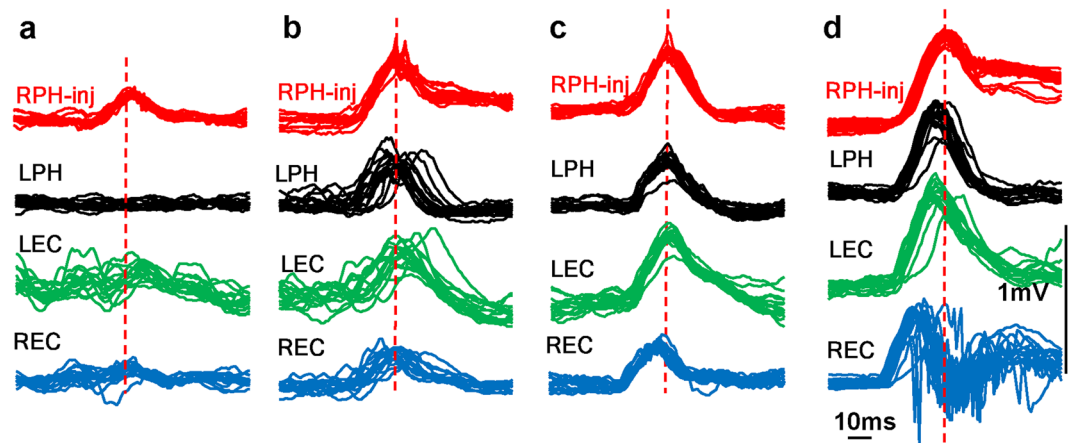 a
b
c
d
RPH-inj
LPH
LEC
REC
RPH-inj
LPH
LEC
REC
RPH-inj
LPH
LEC
REC
RPH-inj
LPH
LEC
REC
1mV
10ms